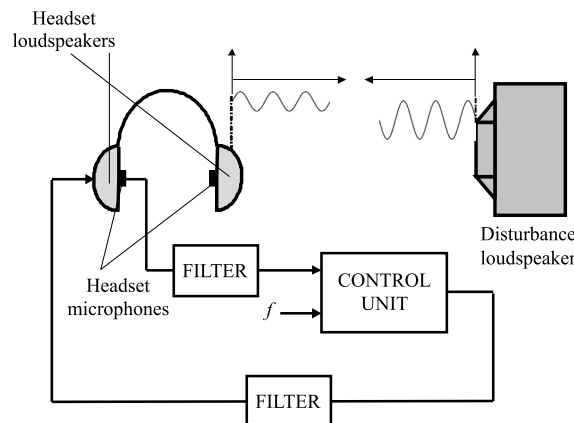 Headset
loudspeakers
Disturbance
loudspeaker
Headset
microphones
FILTER
CONTROL
UNIT
f
FILTER